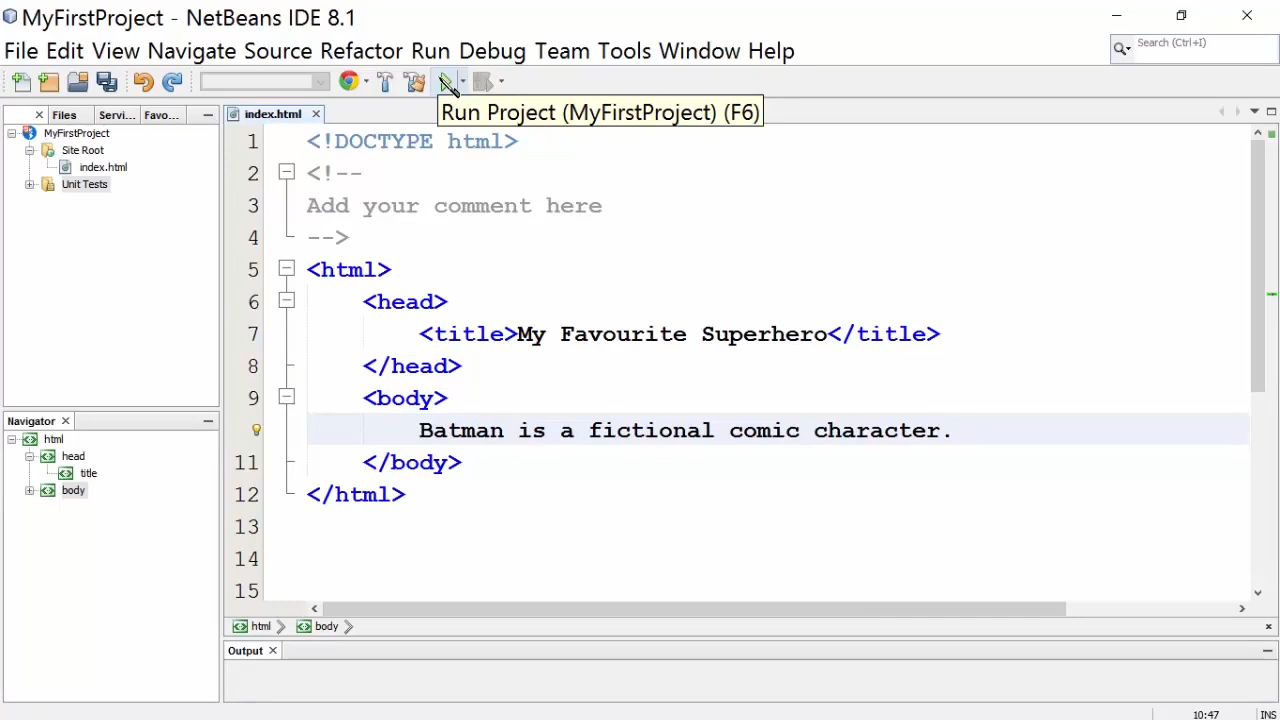 MyFirstProject - NetBeans IDE 8.1
File Edit View Navigate Source Refactor Run Debug Team Tools Window Help
Search (Ctrl+I)
Run Project (MyFirstProject) (F6)
Files Servi... Favo...
MyFirstProject
Site Root
index.html
Unit Tests
Navigator
html
head
title
body
index.html
1 <!DOCTYPE html>
2 <!--
3 Add your comment here
4 -->
5 <html>
6 <head>
7 <title>My Favourite Superhero</title>
8 </head>
9 <body>
Batman is a fictional comic character.
11 </body>
12 </html>
13
14
15
html body
Output
10:47 INS